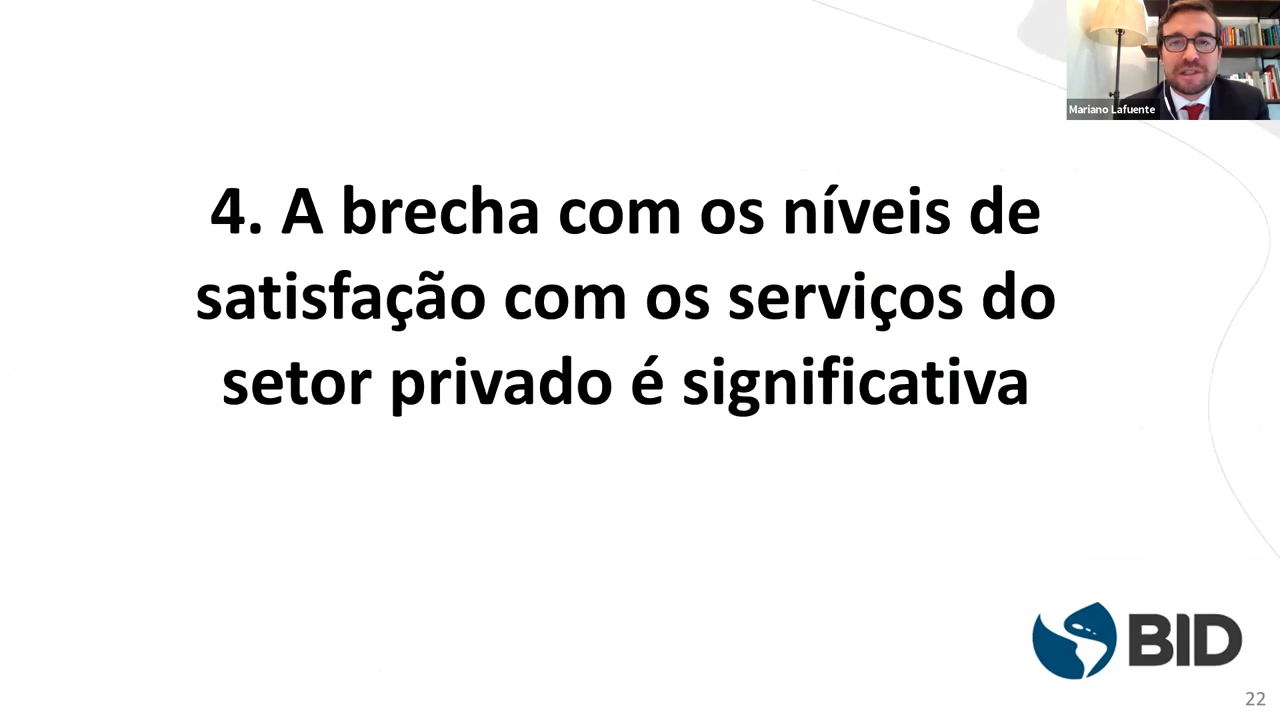 Mariano Lafuente
4. A brecha com os níveis de
satisfação com os serviços do
setor privado é significativa
BID
22